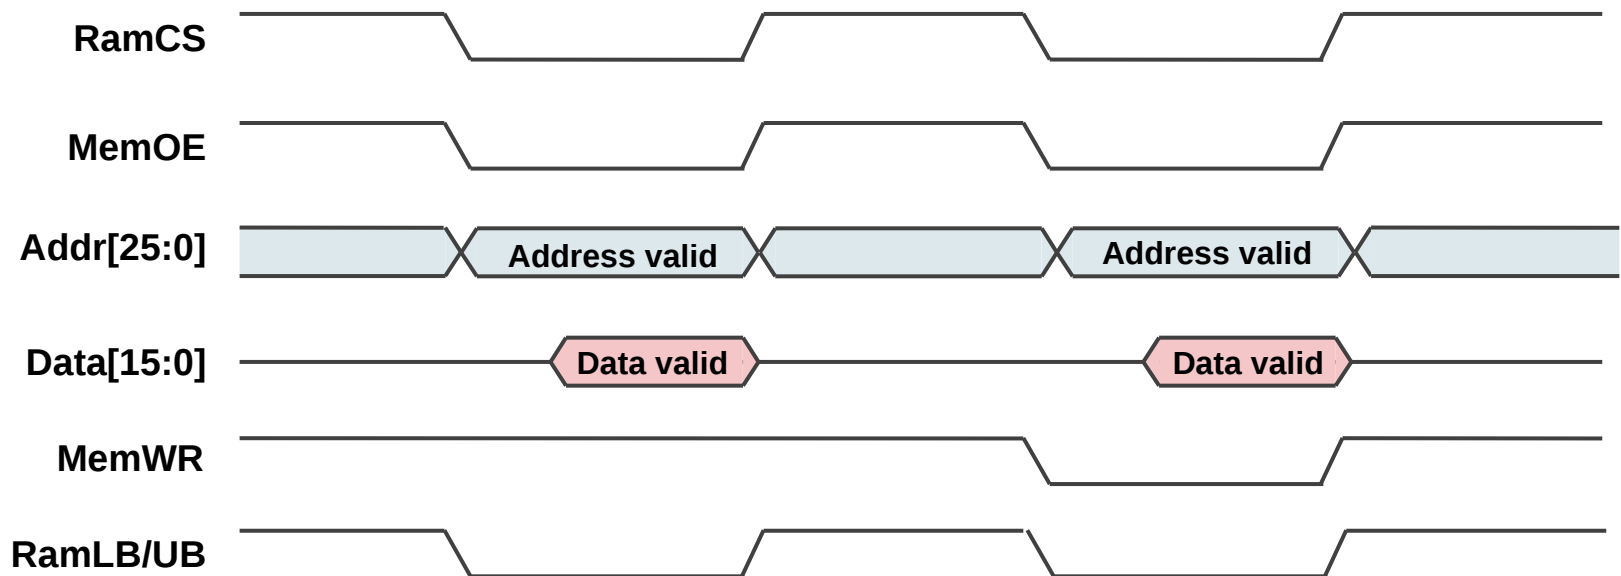 RamCS
MemOE
Addr[25:0]
Address valid
Address valid
Data[15:0]
Data valid
Data valid
MemWR
RamLB/UB